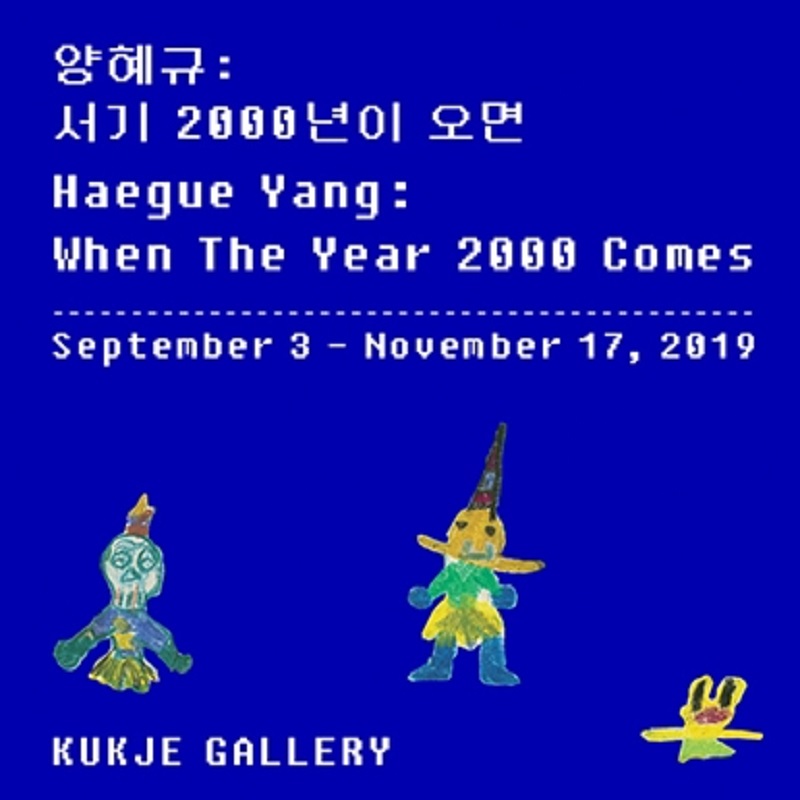 양혜규:
서기 2000년이 오면
Haegue Yang:
When The Year 2000 Comes
September 3 - November 17, 2019
KUKJE GALLERY